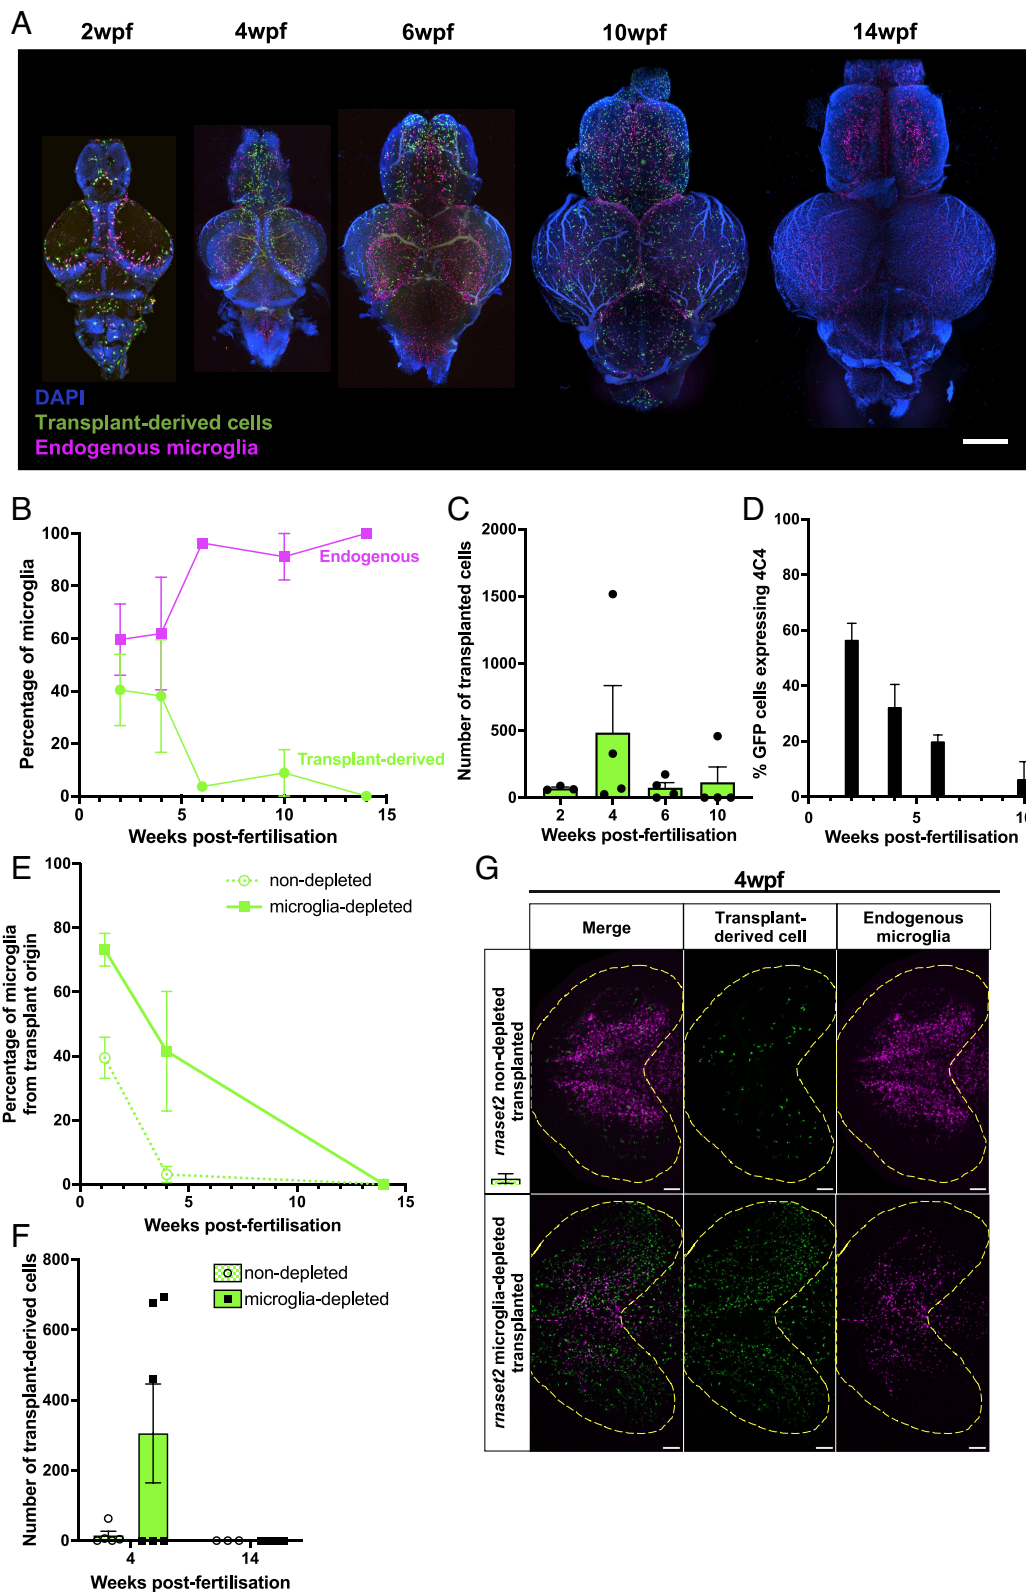 A
2wpf 4wpf 6wpf 10wpf 14wpf
DAPI
Transplant-derived cells
Endogenous microglia
B
Percentage of microglia
100
80
60
40
20
0
0 5 10 15
Weeks post-fertilisation
Endogenous
Transplant-derived
C
Number of transplanted cells
2000
1500
1000
500
0
2 4 6 10
Weeks post-fertilisation
D
% GFP cells expressing 4C4
100
80
60
40
20
0
0 5 10
Weeks post-fertilisation
E
Percentage of microglia
from transplant origin
100
80
60
40
20
0
0 5 10 15
Weeks post-fertilisation
non-depleted
microglia-depleted
F
Number of transplant-derived cells
800
600
400
200
0
4 14
Weeks post-fertilisation
non-depleted
microglia-depleted
G
4wpf
Merge
Transplant-
derived cell
Endogenous
microglia
rnaset2 non-depleted
transplanted
rnaset2 microglia-depleted
transplanted